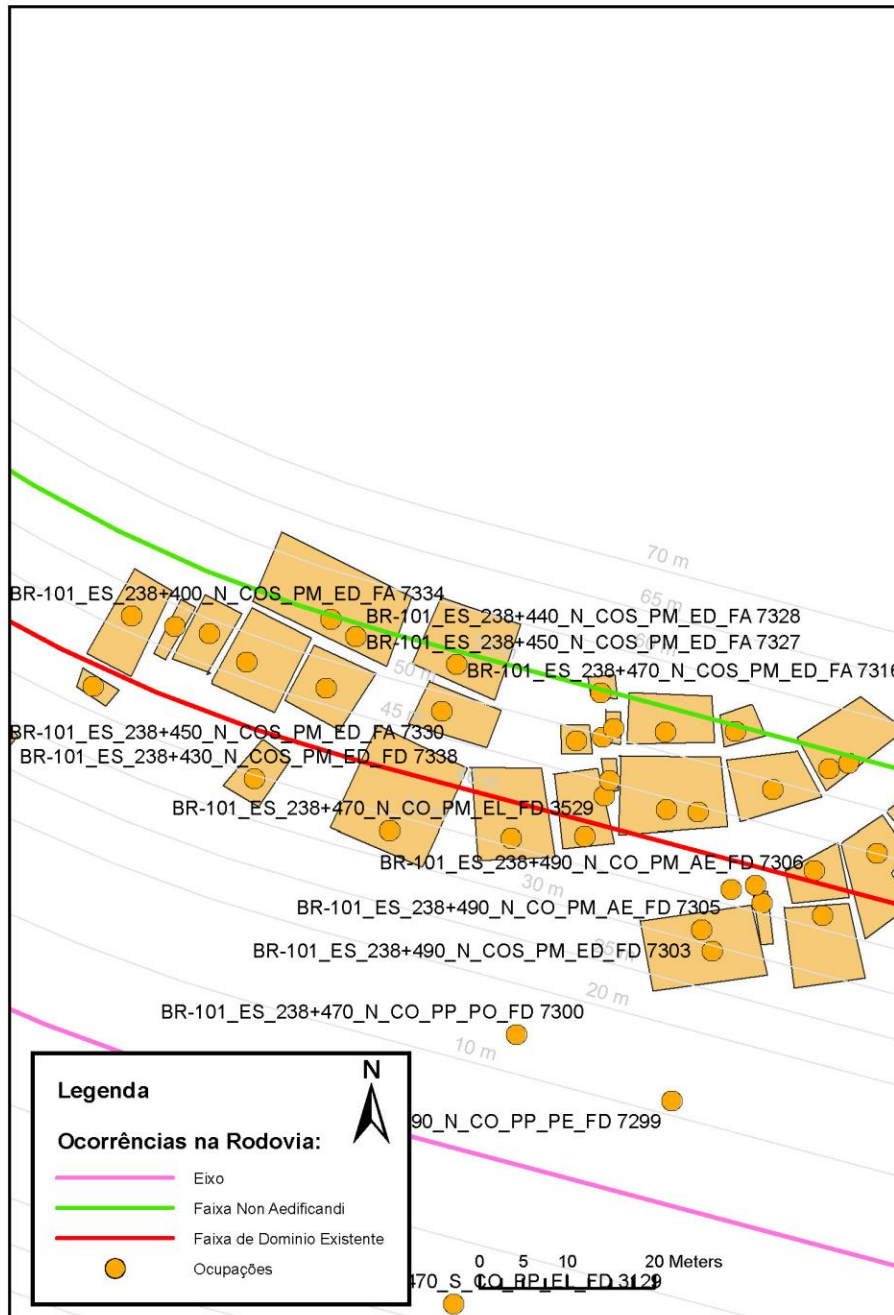 70 m
65 m
60 m
BR-101_ES_238+400_N_COS_PM_ED_FA 7334
BR-101_ES_238+440_N_COS_PM_ED_FA 7328
BR-101_ES_238+450_N_COS_PM_ED_FA 7327
50 m
BR-101_ES_238+470_N_COS_PM_ED_FA 7316
45 m
BR-101_ES_238+450_N_COS_PM_ED_FA 7330
BR-101_ES_238+430_N_COS_PM_ED_FD 7338
BR-101_ES_238+470_N_CO_PM_EL_FD 3529
BR-101_ES_238+490_N_CO_PM_AE_FD 7306
30 m
BR-101_ES_238+490_N_CO_PM_AE_FD 7305
25 m
BR-101_ES_238+490_N_COS_PM_ED_FD 7303
20 m
BR-101_ES_238+470_N_CO_PP_PO_FD 7300
10 m
90_N_CO_PP_PE_FD 7299
Legenda
N
Ocorrências na Rodovia:
Eixo
Faixa Non Aedificandi
Faixa de Dominio Existente
Ocupações
0 5 10 20 Meters
470_S_CO_PP_EL_FD 3129